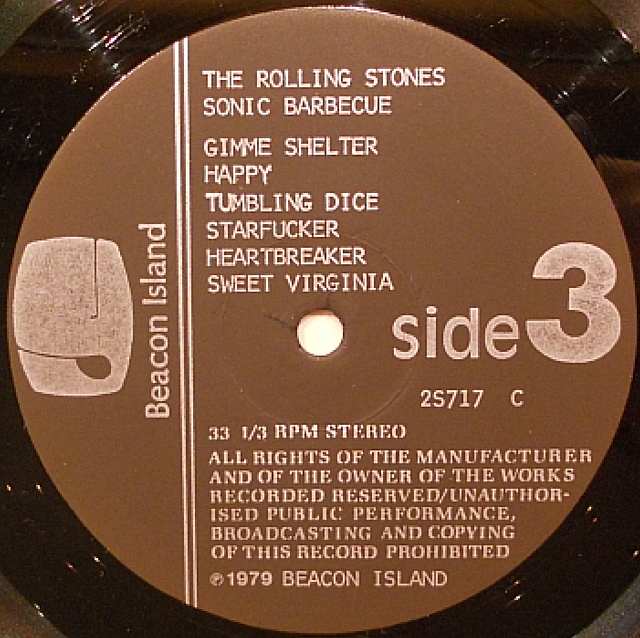 THE ROLLING STONES
SONIC BARBECUE
GIMME SHELTER
HAPPY
TUMBLING DICE
STARFUCKER
HEARTBREAKER
SWEET VIRGINIA
Beacon Island
side 3
2S717 C
33 1/3 RPM STEREO
ALL RIGHTS OF THE MANUFACTURER
AND OF THE OWNER OF THE WORKS
RECORDED RESERVED/UNAUTHOR-
ISED PUBLIC PERFORMANCE,
BROADCASTING AND COPYING
OF THIS RECORD PROHIBITED
℗1979 BEACON ISLAND